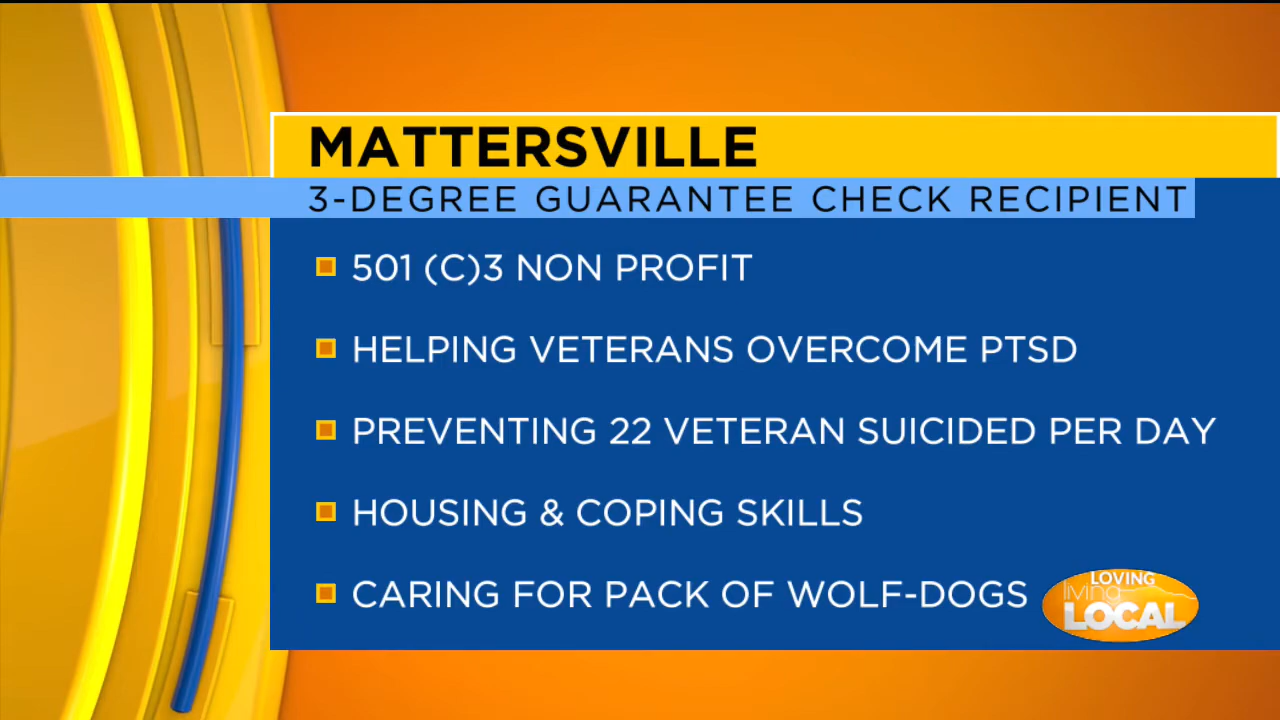 MATTERSVILLE
3-DEGREE GUARANTEE CHECK RECIPIENT
501 (C)3 NON PROFIT
HELPING VETERANS OVERCOME PTSD
PREVENTING 22 VETERAN SUICIDED PER DAY
HOUSING & COPING SKILLS
CARING FOR PACK OF WOLF-DOGS
LOVING
living
LOCAL